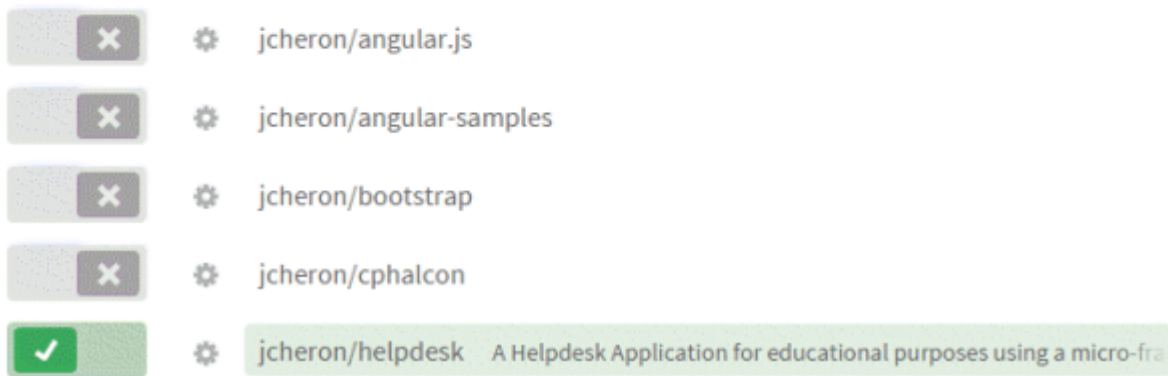 jcheron/angular.js
jcheron/angular-samples
jcheron/bootstrap
jcheron/cphalcon
jcheron/helpdesk A Helpdesk Application for educational purposes using a micro-fra